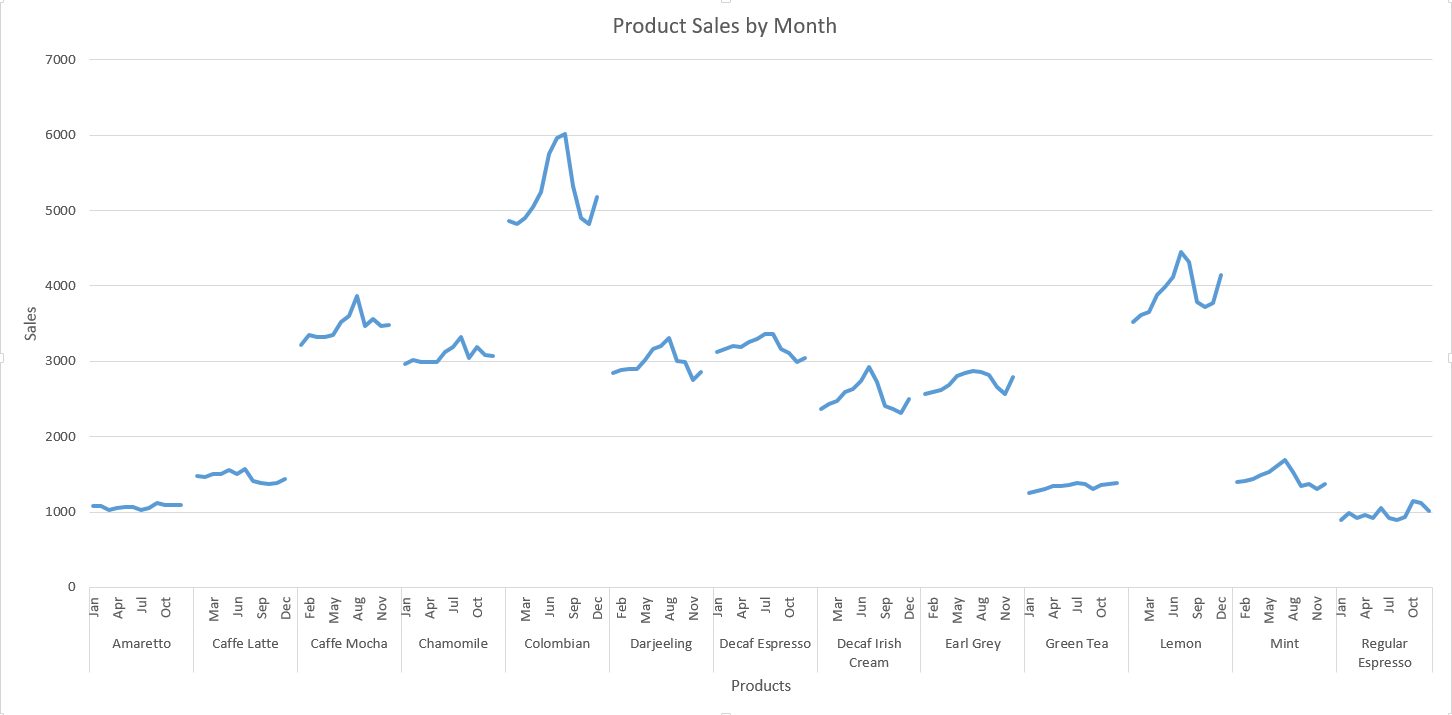 Product Sales by Month
7000
6000
5000
4000
3000
2000
1000
0
Sales
Jan Apr Jul Oct Mar Jun Sep Dec Feb May Aug Nov Jan Apr Jul Oct Mar Jun Sep Dec Feb May Aug Nov Jan Apr Jul Oct Mar Jun Sep Dec Feb May Aug Nov Jan Apr Jul Oct Mar Jun Sep Dec Feb May Aug Nov Jan Apr Jul Oct
Amaretto Caffe Latte Caffe Mocha Chamomile Colombian Darjeeling Decaf Espresso Decaf Irish Earl Grey Green Tea Lemon Mint Regular
Cream Espresso
Products